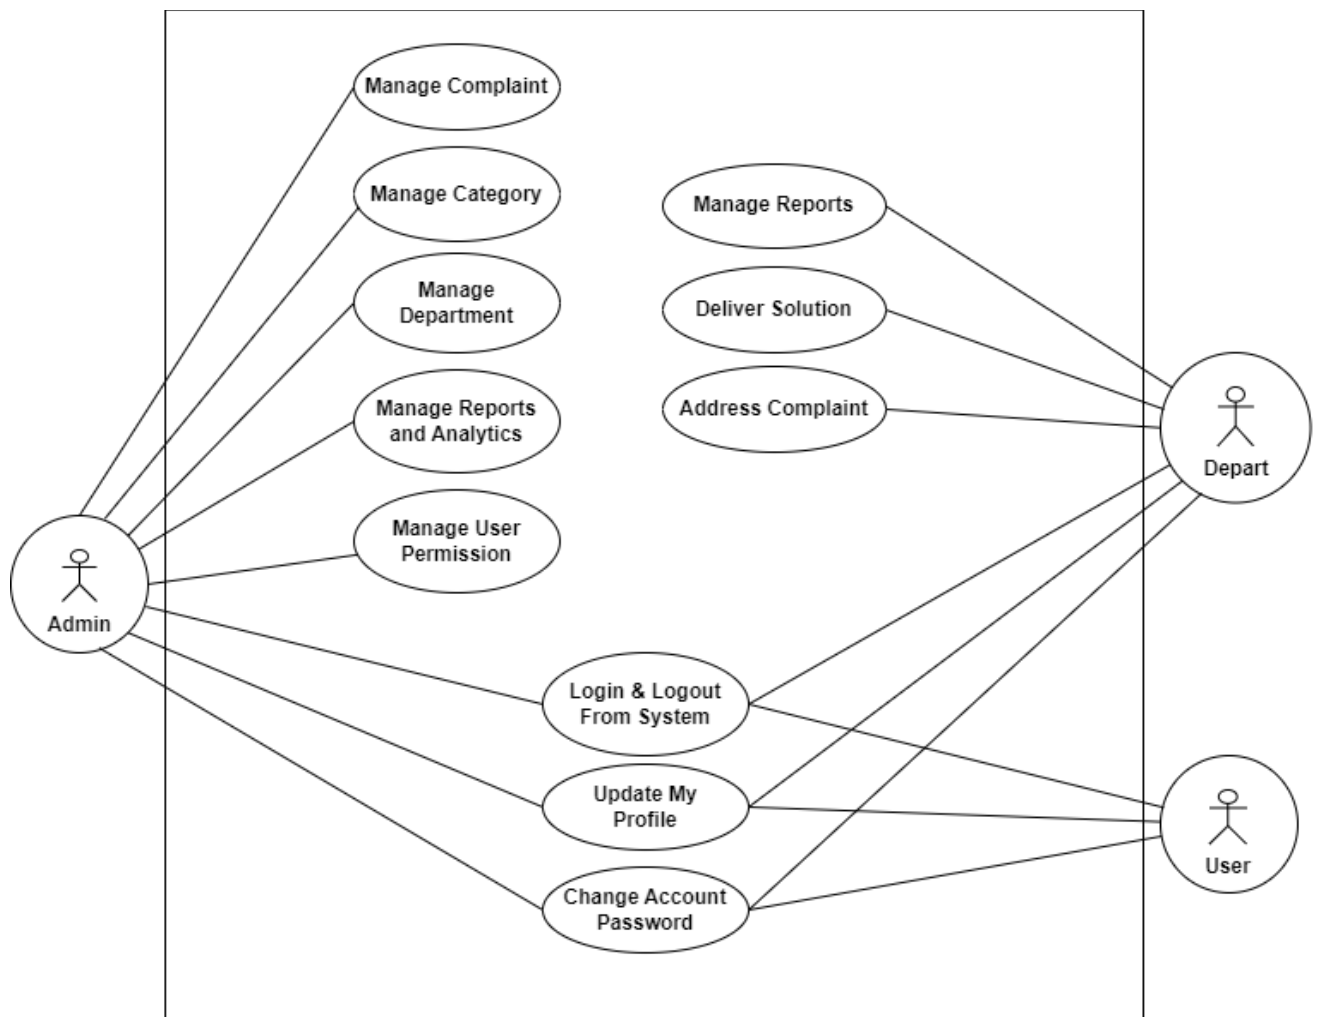 Manage Complaint
Manage Category
Manage
Department
Manage Reports
and Analytics
Manage User
Permission
Manage Reports
Deliver Solution
Address Complaint
Depart
Admin
Login & Logout
From System
Update My
Profile
Change Account
Password
User